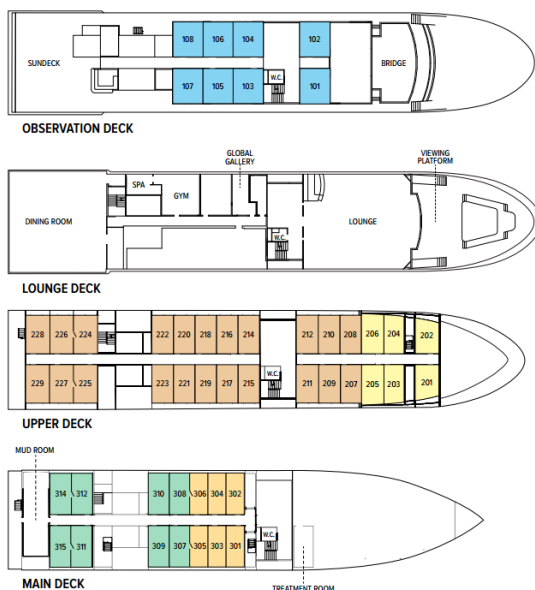 108 106 104 102
SUNDECK
BRIDGE
W.C.
107 105 103 101
OBSERVATION DECK
GLOBAL
GALLERY
VIEWING
PLATFORM
SPA
GYM
DINING ROOM
LOUNGE
W.C.
LOUNGE DECK
228 226 224 222 220 218 216 214 212 210 208 206 204 202
W.C.
229 227 225 223 221 219 217 215 211 209 207 205 203 201
UPPER DECK
MUD ROOM
314 312 310 308 306 304 302
W.C.
315 311 309 307 305 303 301
MAIN DECK
TREATMENT ROOM